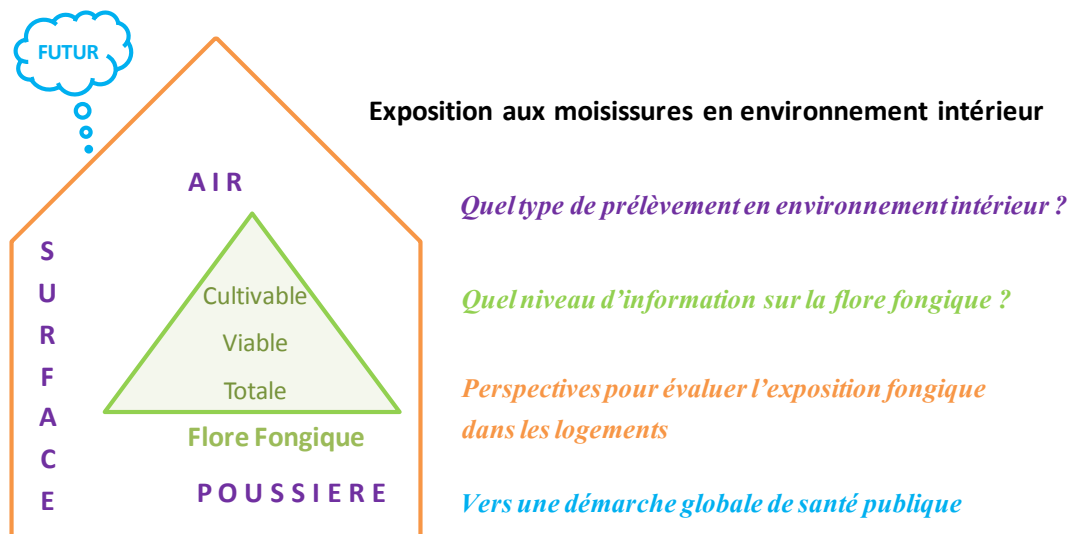 FUTUR
Exposition aux moisissures en environnement intérieur
AIR
Quel type de prélèvement en environnement intérieur ?
SURFACE
Cultivable
Quel niveau d’information sur la flore fongique ?
Viable
Totale
Perspectives pour évaluer l’exposition fongique
dans les logements
Flore Fongique
POUSSIERE
Vers une démarche globale de santé publique